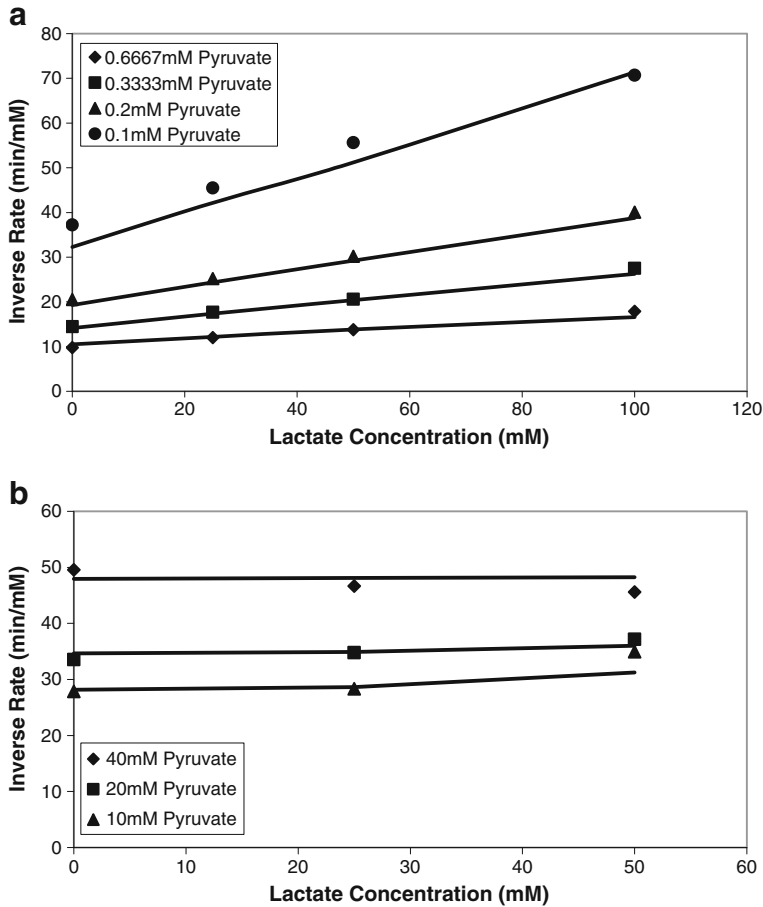 a
80
70
60
50
40
30
20
10
0
Inverse Rate (min/mM)
0.6667mM Pyruvate
0.3333mM Pyruvate
0.2mM Pyruvate
0.1mM Pyruvate
0 20 40 60 80 100 120
Lactate Concentration (mM)
b
60
50
40
30
20
10
0
Inverse Rate (min/mM)
40mM Pyruvate
20mM Pyruvate
10mM Pyruvate
0 10 20 30 40 50 60
Lactate Concentration (mM)